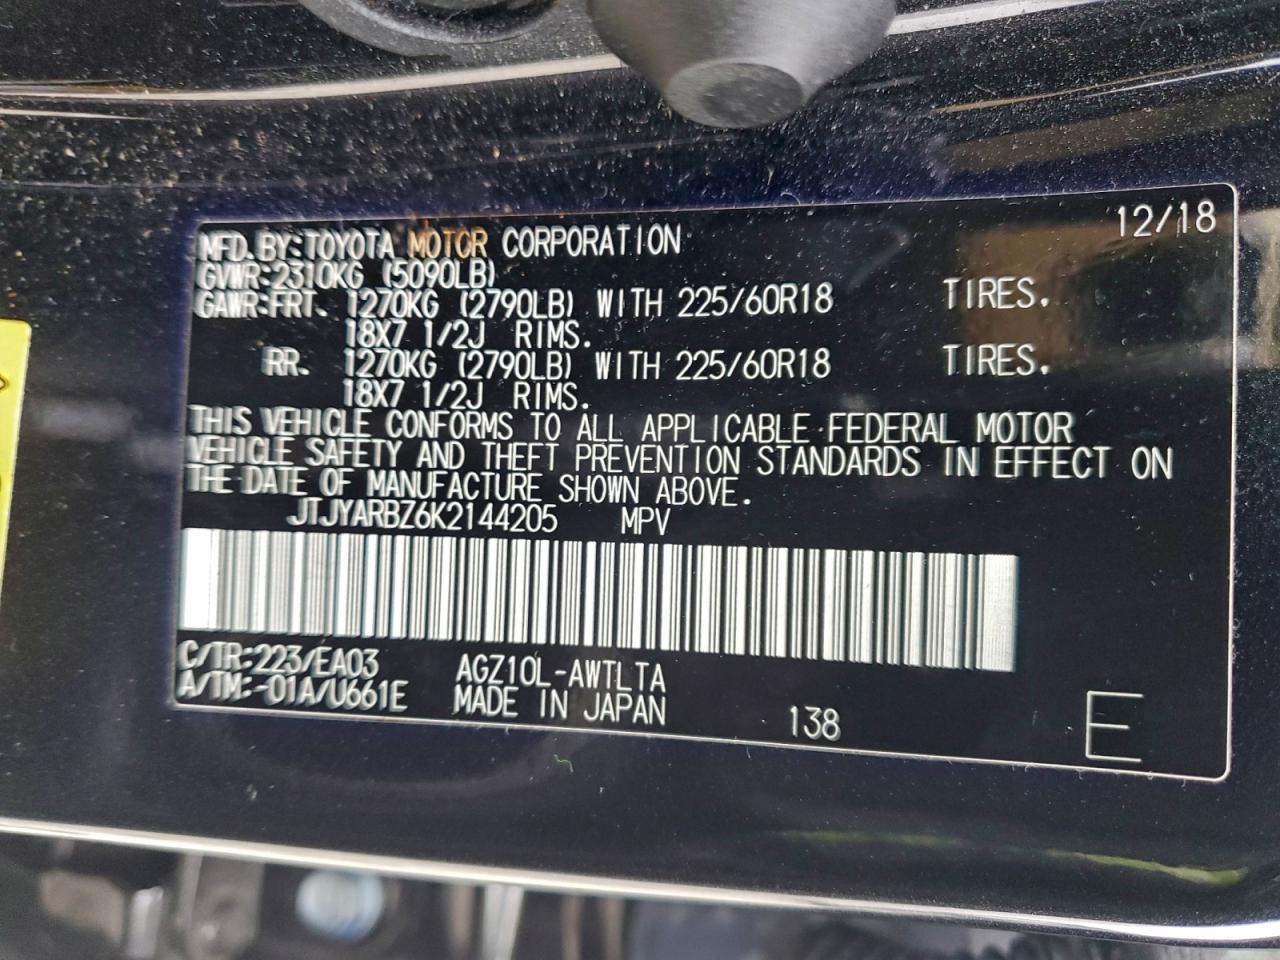 12/18
MFD.BY:TOYOTA MOTOR CORPORATION
GVWR:2310KG (5090LB)
GAWR:FRT. 1270KG (2790LB) WITH 225/60R18 TIRES.
18X7 1/2J RIMS.
RR. 1270KG (2790LB) WITH 225/60R18 TIRES.
18X7 1/2J RIMS.
THIS VEHICLE CONFORMS TO ALL APPLICABLE FEDERAL MOTOR
VEHICLE SAFETY AND THEFT PREVENTION STANDARDS IN EFFECT ON
THE DATE OF MANUFACTURE SHOWN ABOVE.
JTJYARBZ6K2144205 MPV
C/TR:223/EA03 AGZ10L-AWTLTA
A/TM:-01A/U661E MADE IN JAPAN 138 E